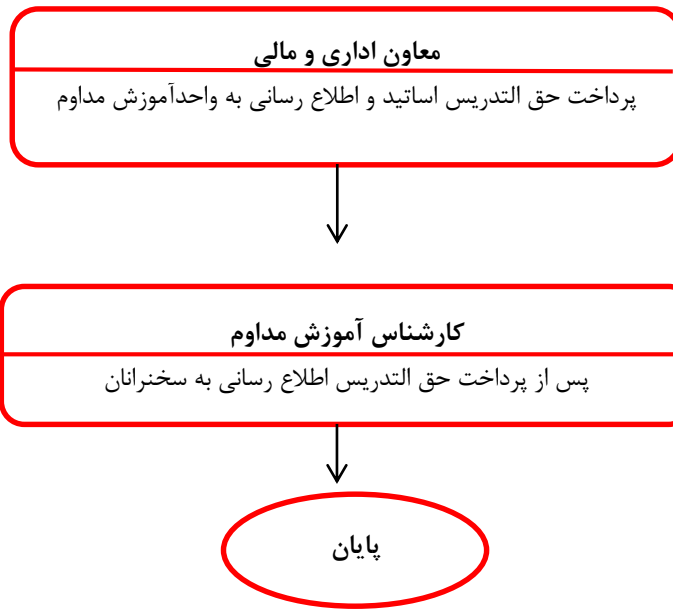 معاون اداری و مالی
پرداخت حق التدریس اساتید و اطلاع رسانی به واحدآموزش مداوم
کارشناس آموزش مداوم
پس از پرداخت حق التدریس اطلاع رسانی به سخنرانان
پایان